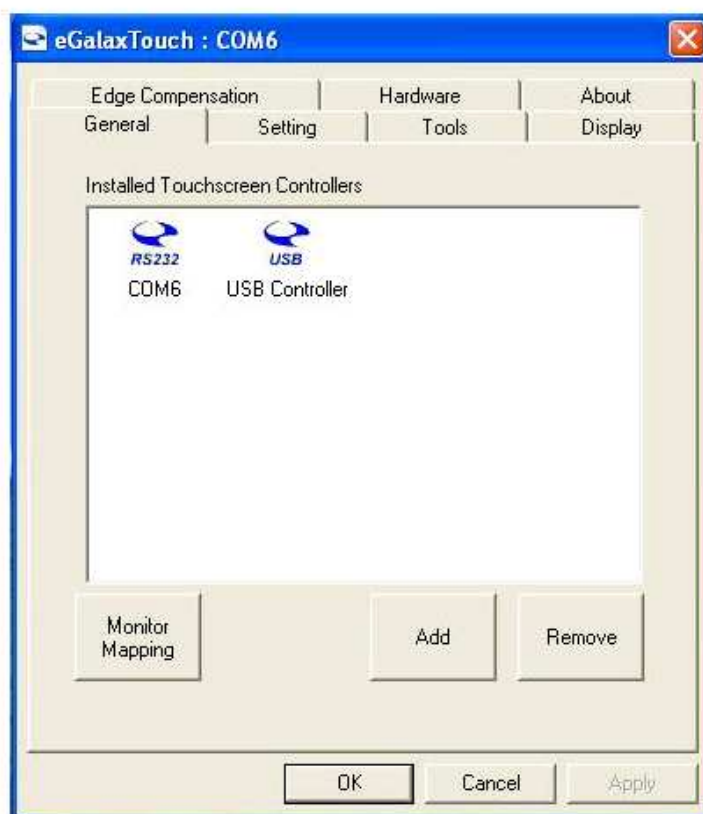 eGalaxTouch : COM6
Edge Compensation Hardware About
General Setting Tools Display
Installed Touchscreen Controllers
RS232 USB
COM6 USB Controller
Monitor
Mapping
Add Remove
OK Cancel Apply